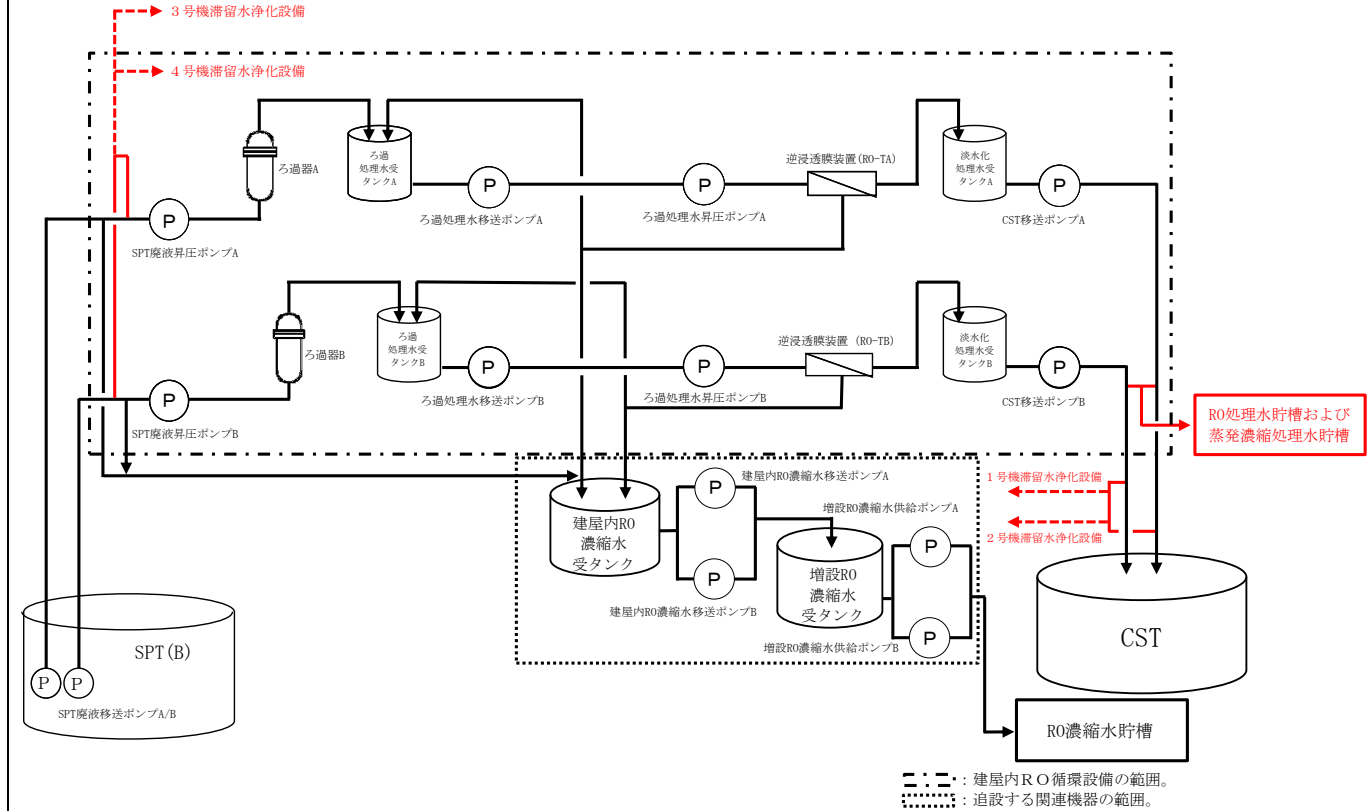 3号機滞留水浄化設備
4号機滞留水浄化設備
ろ過器A
ろ過
処理水受
タンクA
P
ろ過処理水移送ポンプA
P
ろ過処理水昇圧ポンプA
逆浸透膜装置(RO-TA)
淡水化
処理水受
タンクA
P
CST移送ポンプA
P
SPT廃液昇圧ポンプA
ろ過器B
ろ過
処理水受
タンクB
P
ろ過処理水移送ポンプB
P
ろ過処理水昇圧ポンプB
逆浸透膜装置 (RO-TB)
淡水化
処理水受
タンクB
P
CST移送ポンプB
P
SPT廃液昇圧ポンプB
RO処理水貯槽および
蒸発濃縮処理水貯槽
建屋内RO
濃縮水
受タンク
P
建屋内RO濃縮水移送ポンプA
P
建屋内RO濃縮水移送ポンプB
増設RO
濃縮水
受タンク
増設RO濃縮水供給ポンプA
P
P
増設RO濃縮水供給ポンプB
1号機滞留水浄化設備
2号機滞留水浄化設備
CST
SPT(B)
P
P
SPT廃液移送ポンプA/B
RO濃縮水貯槽
：建屋内RO循環設備の範囲。
：追設する関連機器の範囲。